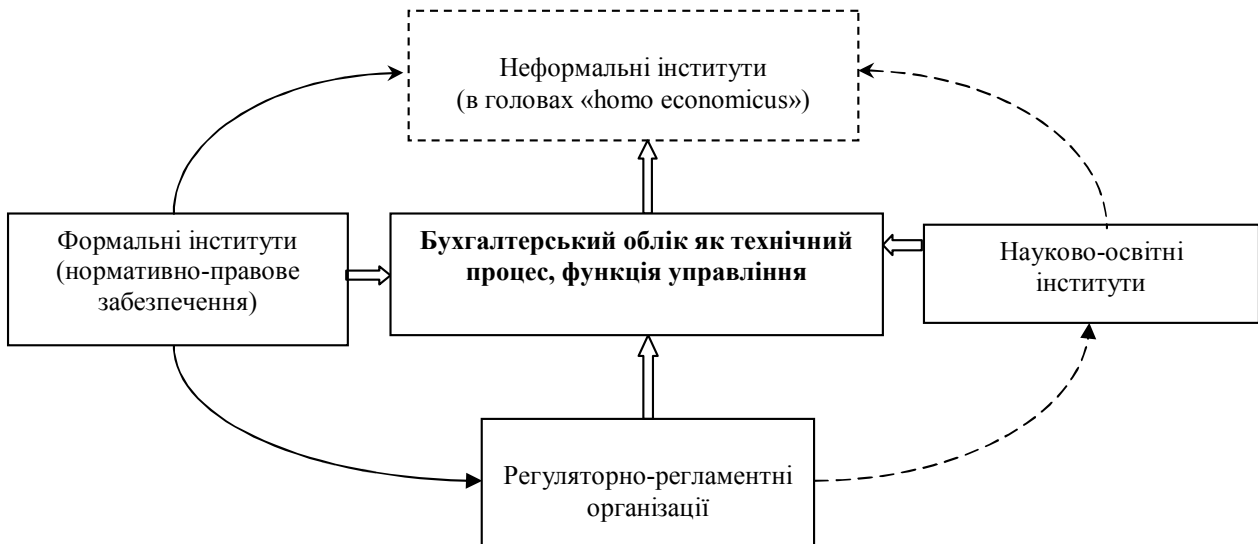 Неформальні інститути
(в головах «homo economicus»)
Формальні інститути
(нормативно-правове
забезпечення)
Бухгалтерський облік як технічний
процес, функція управління
Науково-освітні
інститути
Регуляторно-регламентні
організації